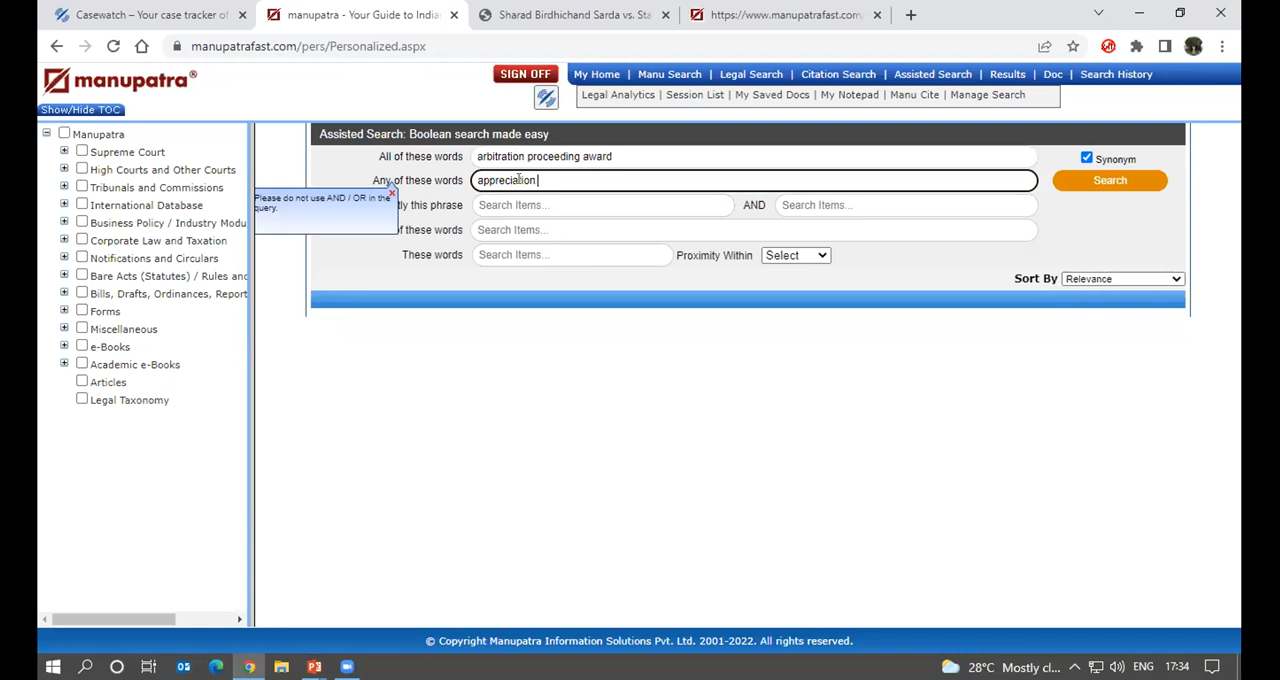 Casewatch – Your case tracker of
manupatra - Your Guide to India
Sharad Birdhichand Sarda vs. Sta
https://www.manupatrafast.com/
manupatrafast.com/pers/Personalized.aspx
manupatra®
SIGN OFF
My Home | Manu Search | Legal Search | Citation Search | Assisted Search | Results | Doc | Search History
Legal Analytics | Session List | My Saved Docs | My Notepad | Manu Cite | Manage Search
Show/Hide TOC
Manupatra
Supreme Court
High Courts and Other Courts
Tribunals and Commissions
International Database
Business Policy / Industry Modu
Corporate Law and Taxation
Notifications and Circulars
Bare Acts (Statutes) / Rules and
Bills, Drafts, Ordinances, Report
Forms
Miscellaneous
e-Books
Academic e-Books
Articles
Legal Taxonomy
Assisted Search: Boolean search made easy
All of these words arbitration proceeding award Synonym
Any of these words appreciation Search
Please do not use AND / OR in the
query.
tly this phrase Search Items... AND Search Items...
of these words Search Items...
These words Search Items... Proximity Within Select
Sort By Relevance
© Copyright Manupatra Information Solutions Pvt. Ltd. 2001-2022. All rights reserved.
28°C Mostly cl... ENG 17:34